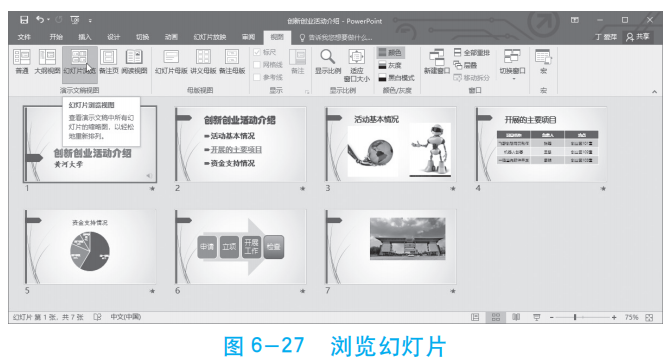 创新创业活动介绍 - PowerPoint
文件 开始 插入 设计 切换 动画 幻灯片放映 审阅 视图 告诉我您想要做什么... 丁爱萍 共享
普通 大纲视图 幻灯片浏览 备注页 阅读视图 幻灯片母版 讲义母版 备注母版 标尺 网格线 参考线 备注 显示比例 适应窗口大小 颜色 灰度 黑白模式 新建窗口 全部重排 层叠 移动拆分 切换窗口 宏
演示文稿视图 母版视图 显示 显示比例 颜色/灰度 窗口 宏
幻灯片浏览视图
查看演示文稿中所有幻
灯片的缩略图，以轻松
地重新排列。
创新创业活动介绍
黄河大学
1
创新创业活动介绍
活动基本情况
开展的主要项目
资金支持情况
2
活动基本情况
3
开展的主要项目
4
资金支持情况
5
申请 立项 开展工作 检查
6
7
幻灯片 第 1 张，共 7 张 中文(中国) 75%
图 6-27 浏览幻灯片